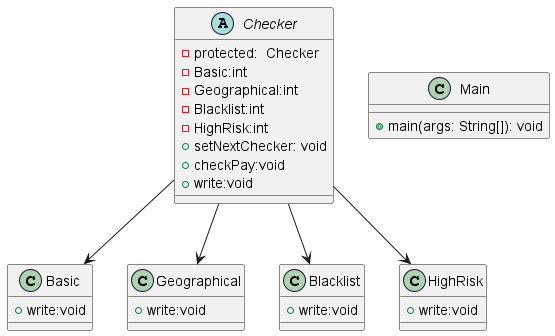 A Checker
protected: Checker
Basic:int
Geographical:int
Blacklist:int
HighRisk:int
setNextChecker: void
checkPay:void
write:void
C Main
main(args: String[]): void
C Basic
write:void
C Geographical
write:void
C Blacklist
write:void
C HighRisk
write:void